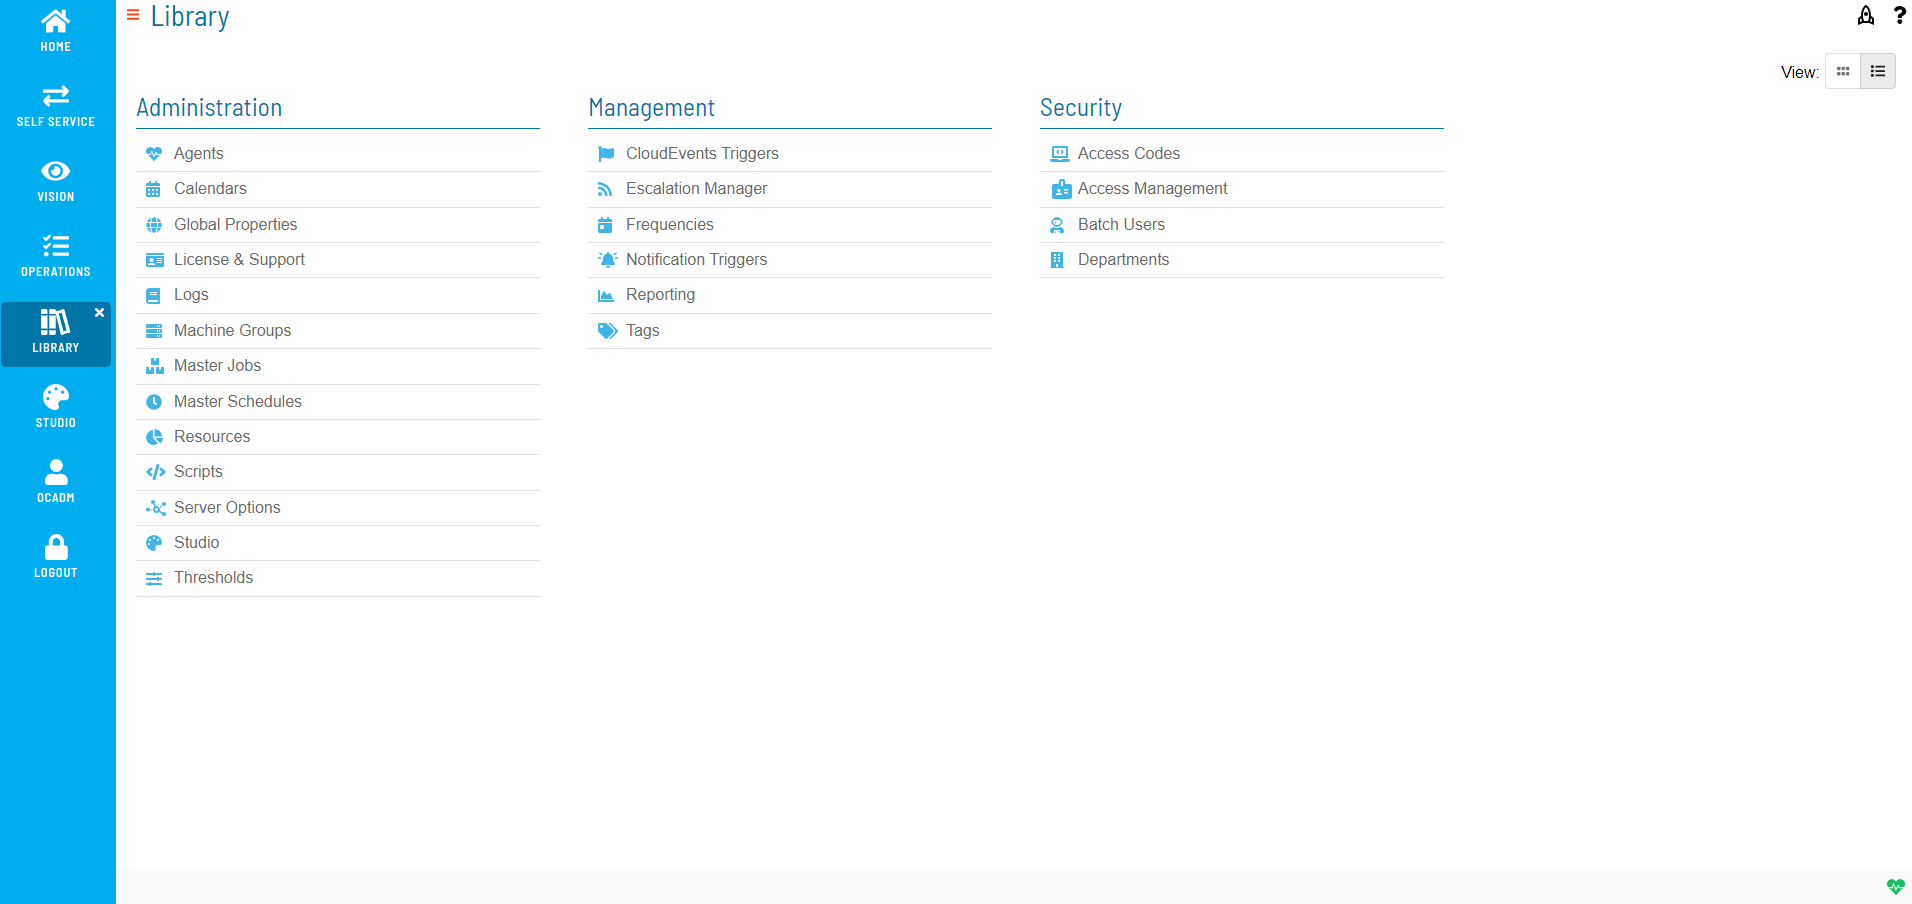 HOME
SELF SERVICE
VISION
OPERATIONS
LIBRARY
STUDIO
OCADM
LOGOUT
Library
View:
Administration
Agents
Calendars
Global Properties
License & Support
Logs
Machine Groups
Master Jobs
Master Schedules
Resources
Scripts
Server Options
Studio
Thresholds
Management
CloudEvents Triggers
Escalation Manager
Frequencies
Notification Triggers
Reporting
Tags
Security
Access Codes
Access Management
Batch Users
Departments